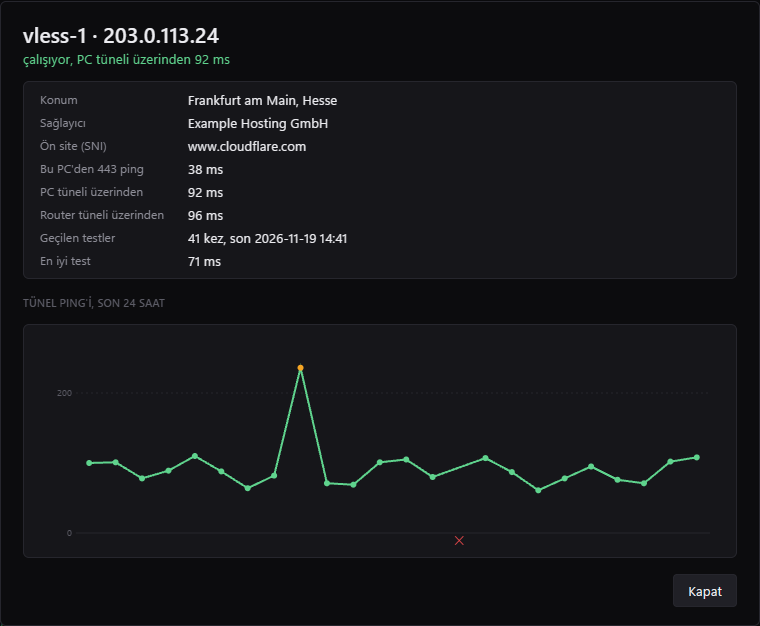 vless-1 · 203.0.113.24
çalışıyor, PC tüneli üzerinden 92 ms
Konum Frankfurt am Main, Hesse
Sağlayıcı Example Hosting GmbH
Ön site (SNI) www.cloudflare.com
Bu PC'den 443 ping 38 ms
PC tüneli üzerinden 92 ms
Router tüneli üzerinden 96 ms
Geçilen testler 41 kez, son 2026-11-19 14:41
En iyi test 71 ms
TÜNEL PING'İ, SON 24 SAAT
200
0
Kapat